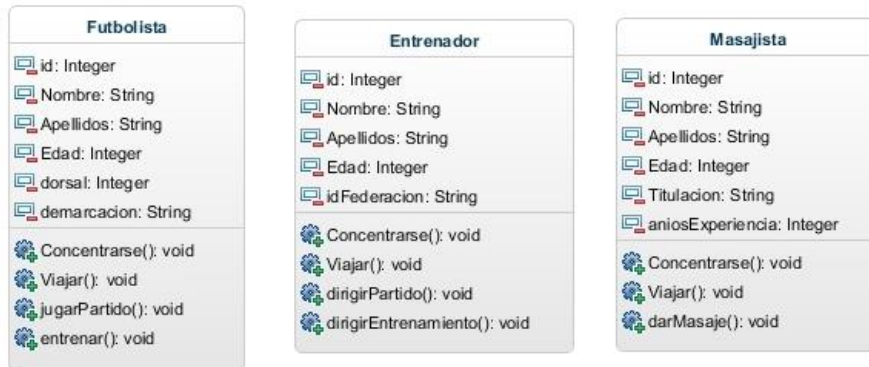 Futbolista
id: Integer
Nombre: String
Apellidos: String
Edad: Integer
dorsal: Integer
demarcacion: String
Concentrarse(): void
Viajar(): void
jugarPartido(): void
entrenar(): void
Entrenador
id: Integer
Nombre: String
Apellidos: String
Edad: Integer
idFederacion: String
Concentrarse(): void
Viajar(): void
dirigirPartido(): void
dirigirEntrenamiento(): void
Masajista
id: Integer
Nombre: String
Apellidos: String
Edad: Integer
Titulacion: String
aniosExperiencia: Integer
Concentrarse(): void
Viajar(): void
darMasaje(): void